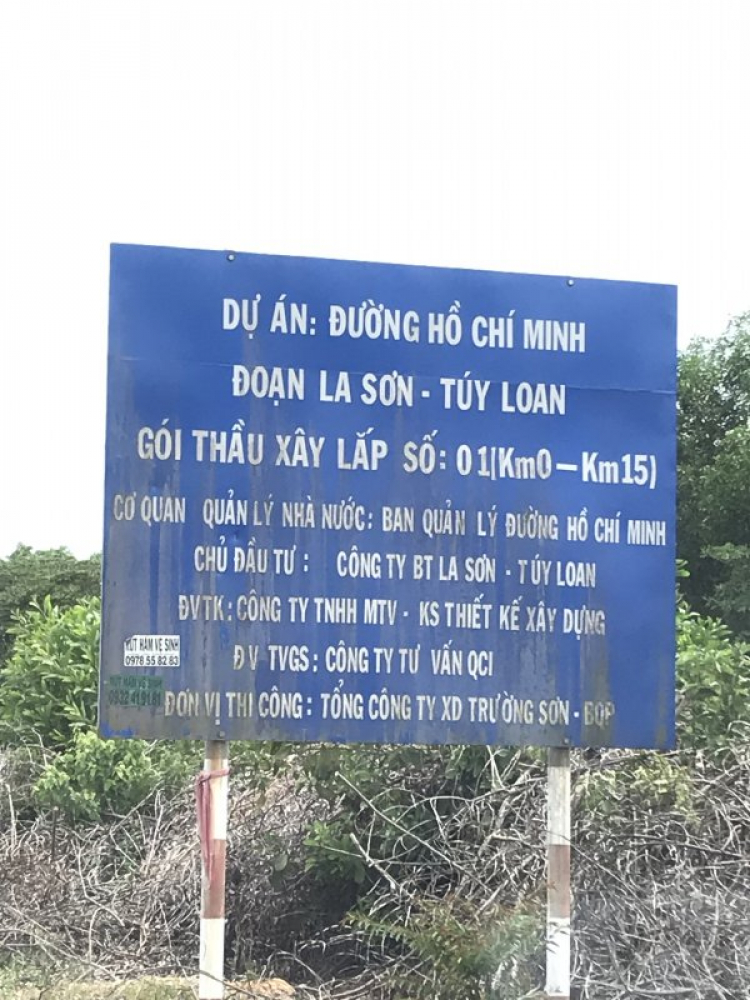 DỰ ÁN: ĐƯỜNG HỒ CHÍ MINH
ĐOẠN LA SƠN - TÚY LOAN
GÓI THẦU XÂY LẮP SỐ: 01(Km0 – Km15)
CƠ QUAN QUẢN LÝ NHÀ NƯỚC: BAN QUẢN LÝ ĐƯỜNG HỒ CHÍ MINH
CHỦ ĐẦU TƯ: CÔNG TY BT LA SƠN - TÚY LOAN
ĐVTK: CÔNG TY TNHH MTV - KS THIẾT KẾ XÂY DỰNG
ĐV TVGS: CÔNG TY TƯ VẤN QCI
ĐƠN VỊ THI CÔNG: TỔNG CÔNG TY XD TRƯỜNG SƠN - BQP
HÚT HẦM VỆ SINH
0978 55 82 83
HÚT HẦM VỆ SINH